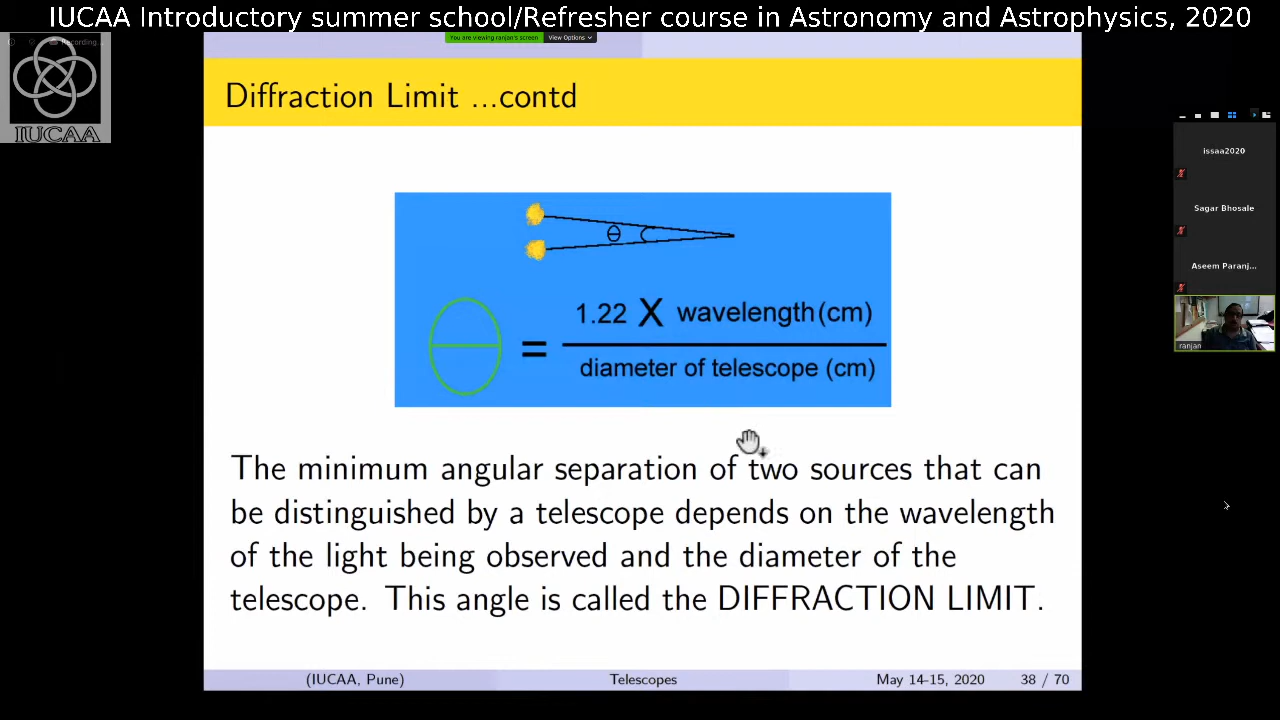 IUCAA Introductory summer school/Refresher course in Astronomy and Astrophysics, 2020
Recording...
You are viewing ranjan's screen
View Options
IUCAA
Diffraction Limit ...contd
issaa2020
Sagar Bhosale
Aseem Paranj...
ranjan
θ
θ = 1.22 X wavelength (cm)
diameter of telescope (cm)
The minimum angular separation of two sources that can
be distinguished by a telescope depends on the wavelength
of the light being observed and the diameter of the
telescope. This angle is called the DIFFRACTION LIMIT.
(IUCAA, Pune) Telescopes May 14-15, 2020 38 / 70